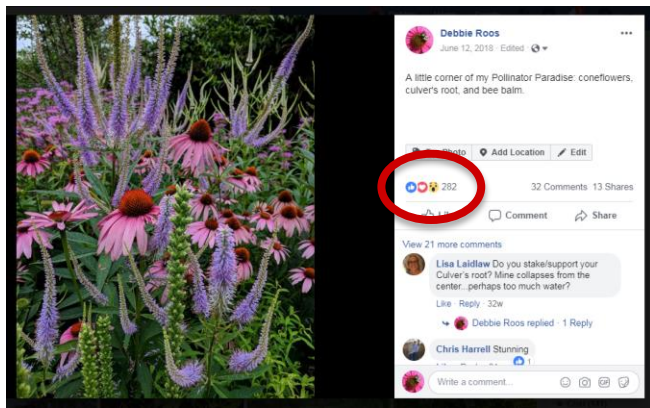 Debbie Roos
June 12, 2018 · Edited ·
A little corner of my Pollinator Paradise: coneflowers,
culver's root, and bee balm.
Photo Add Location Edit
282 32 Comments 13 Shares
Comment Share
View 21 more comments
Lisa Laidlaw Do you stake/support your
Culver's root? Mine collapses from the
center...perhaps too much water?
Like · Reply · 32w
Debbie Roos replied · 1 Reply
Chris Harrell Stunning
1
Write a comment...
GIF